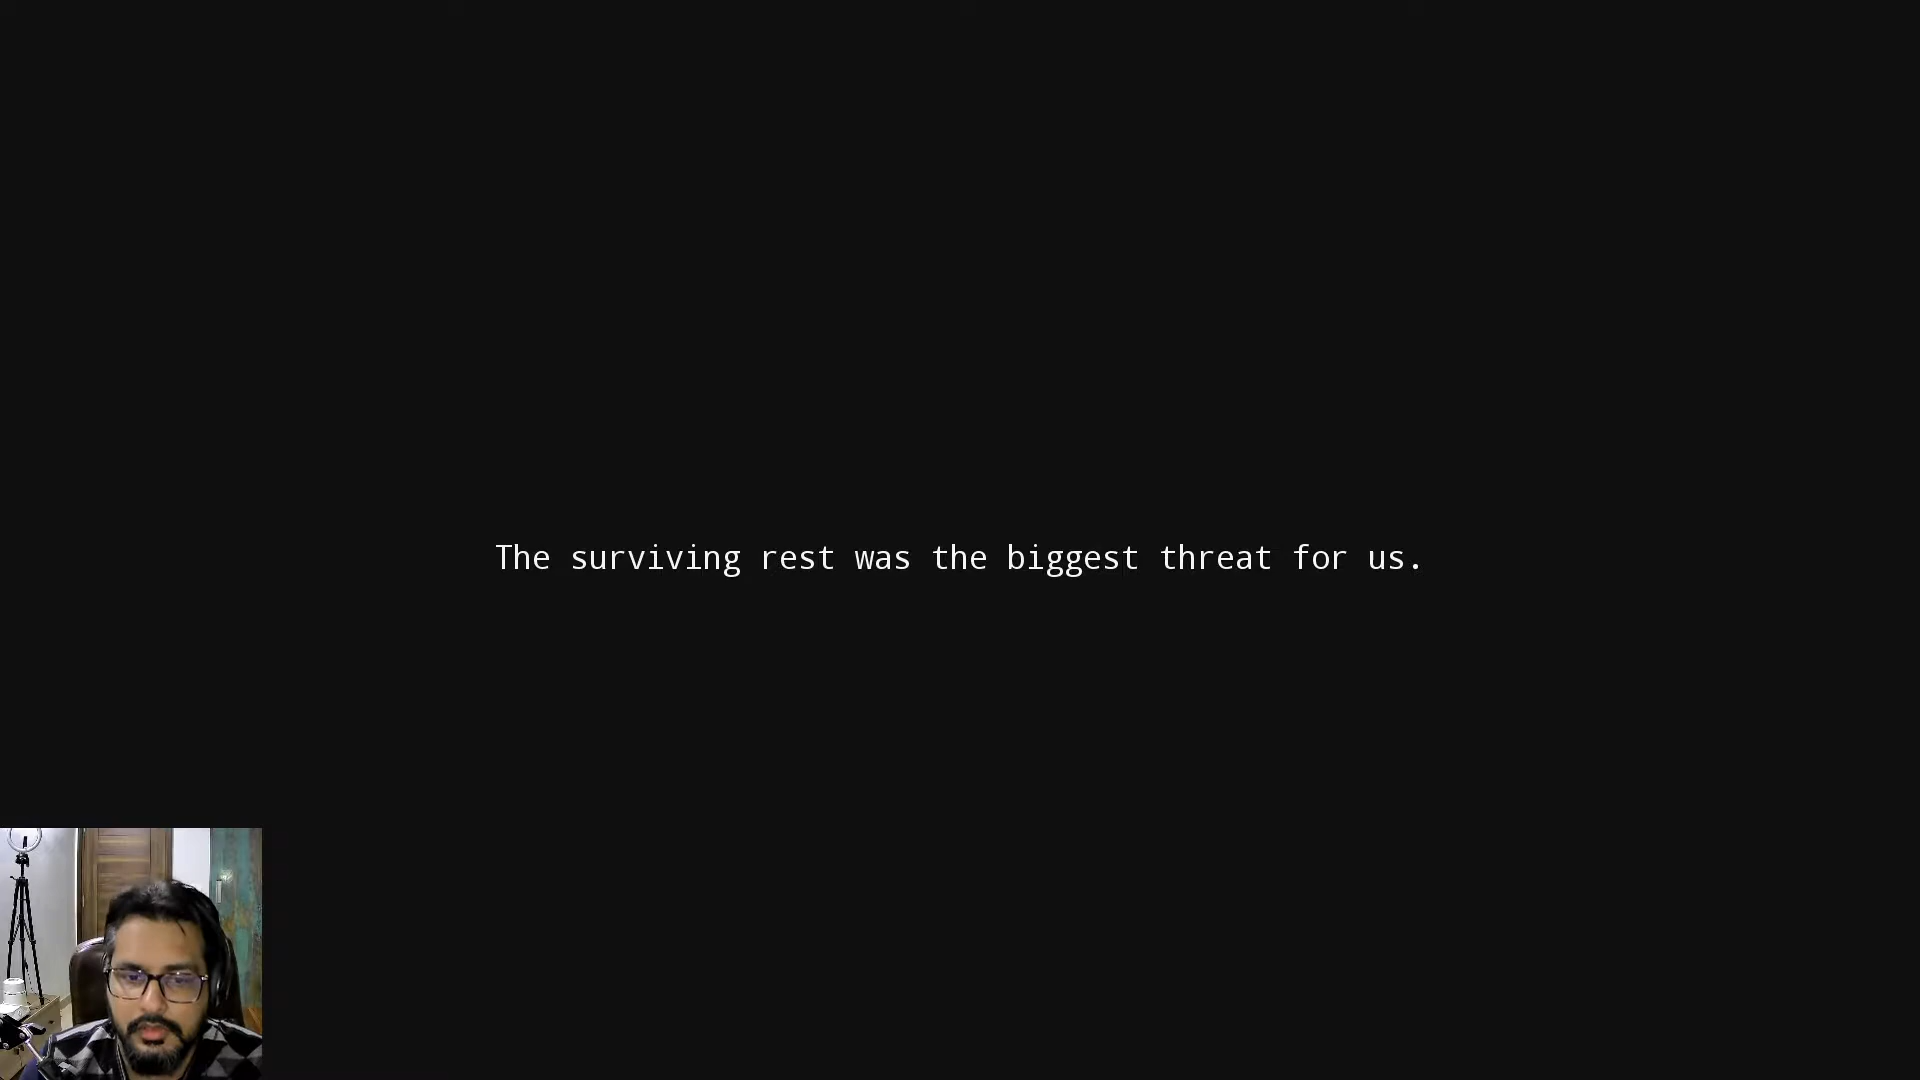 The surviving rest was the biggest threat for us.